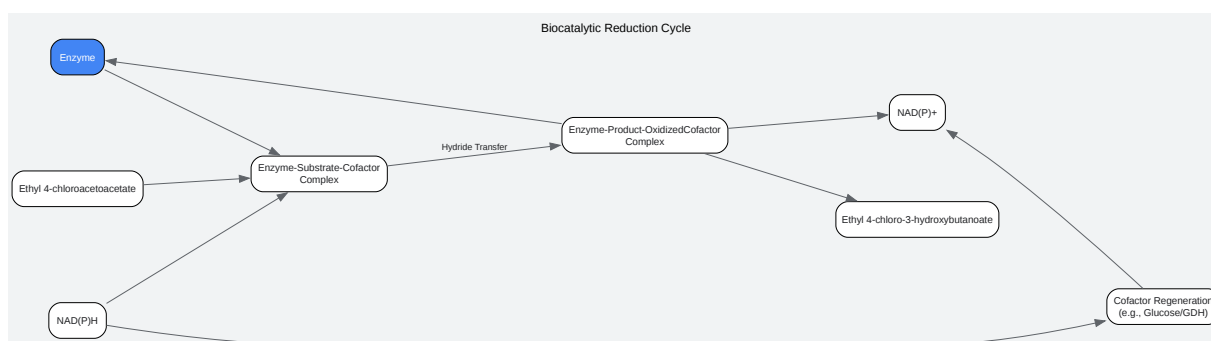 Biocatalytic Reduction Cycle
Enzyme
NAD(P)+
Enzyme-Product-OxidizedCofactor
Complex
Hydride Transfer
Enzyme-Substrate-Cofactor
Complex
Ethyl 4-chloroacetoacetate
Ethyl 4-chloro-3-hydroxybutanoate
Cofactor Regeneration
(e.g., Glucose/GDH)
NAD(P)H